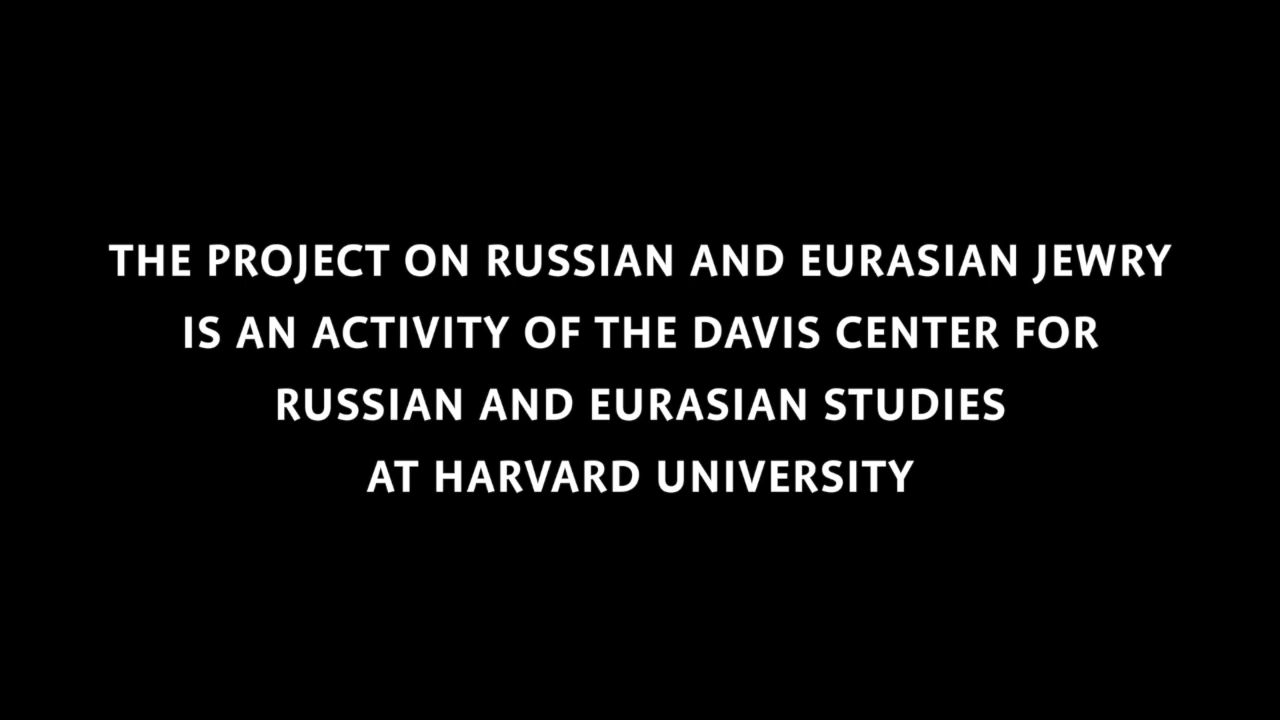 THE PROJECT ON RUSSIAN AND EURASIAN JEWRY
IS AN ACTIVITY OF THE DAVIS CENTER FOR
RUSSIAN AND EURASIAN STUDIES
AT HARVARD UNIVERSITY